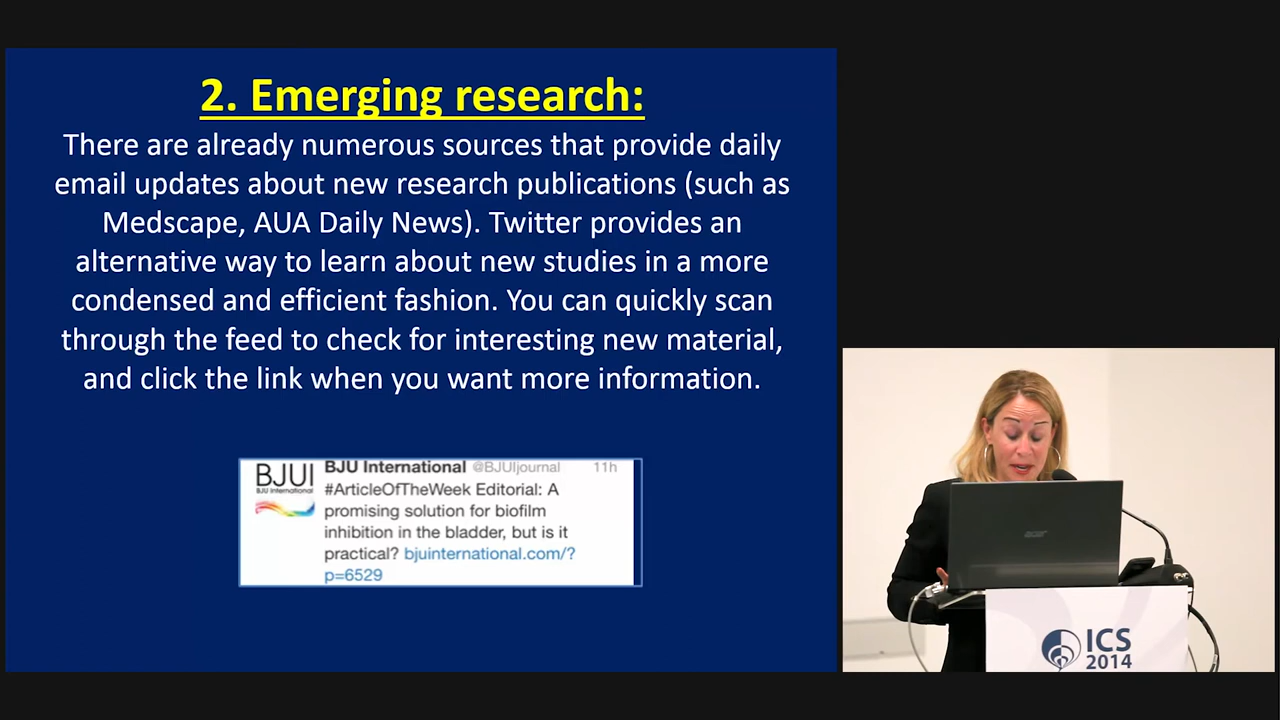 2. Emerging research:
There are already numerous sources that provide daily
email updates about new research publications (such as
Medscape, AUA Daily News). Twitter provides an
alternative way to learn about new studies in a more
condensed and efficient fashion. You can quickly scan
through the feed to check for interesting new material,
and click the link when you want more information.
BJUI
BJU International
BJU International @BJUIjournal 11h
#ArticleOfTheWeek Editorial: A
promising solution for biofilm
inhibition in the bladder, but is it
practical? bjuinternational.com/?
p=6529
acer
ICS
2014